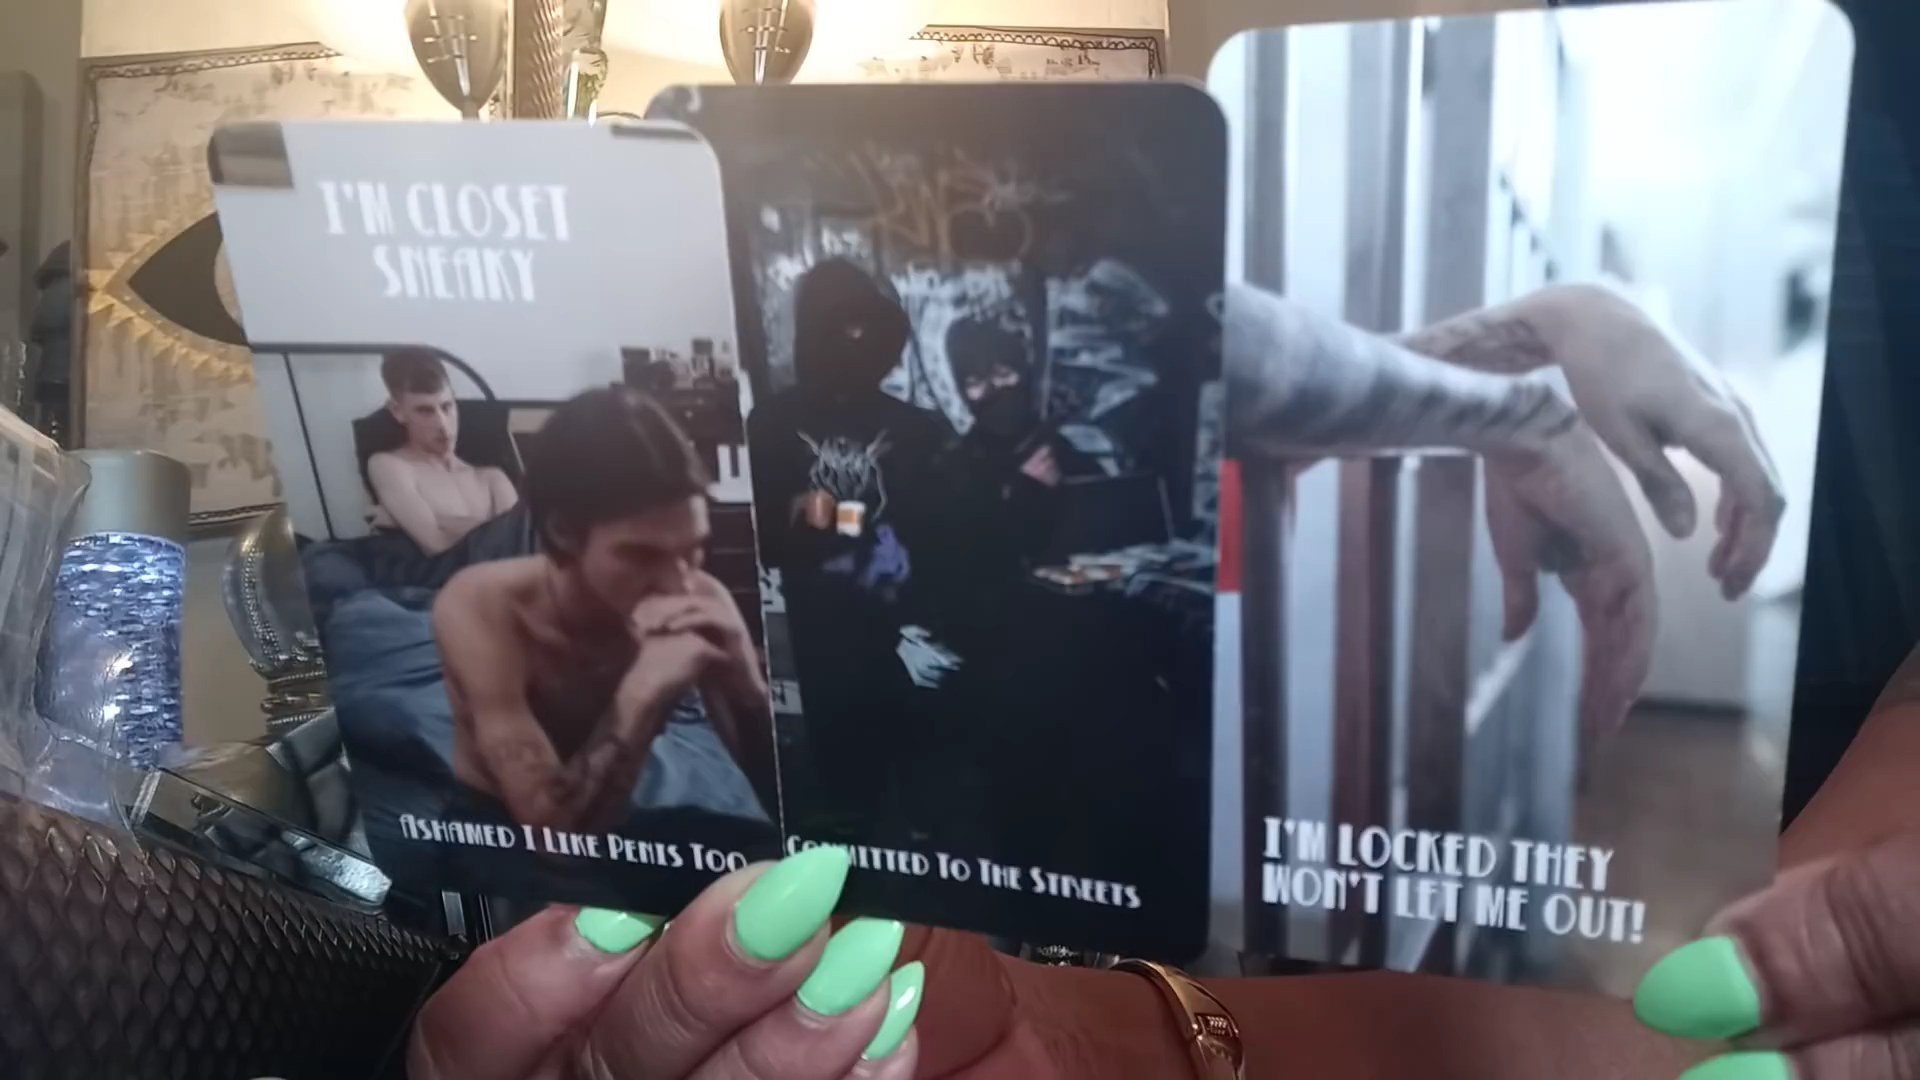 I'M CLOSET
SNEAKY
ASHAMED I LIKE PENIS TOO
COMMITTED TO THE STREETS
I'M LOCKED THEY
WON'T LET ME OUT!